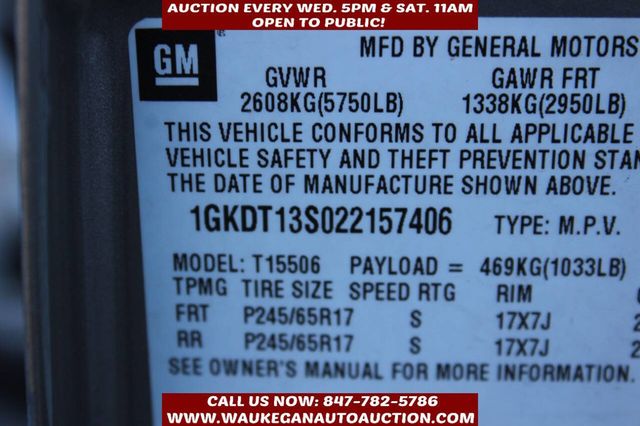 AUCTION EVERY WED. 5PM & SAT. 11AM
OPEN TO PUBLIC!
GM
MFD BY GENERAL MOTORS
GVWR GAWR FRT
2608KG(5750LB) 1338KG(2950LB)
THIS VEHICLE CONFORMS TO ALL APPLICABLE
VEHICLE SAFETY AND THEFT PREVENTION STAN
THE DATE OF MANUFACTURE SHOWN ABOVE.
1GKDT13S022157406 TYPE: M.P.V.
MODEL: T15506 PAYLOAD = 469KG(1033LB)
TPMG TIRE SIZE SPEED RTG RIM
FRT P245/65R17 S 17X7J 2
RR P245/65R17 S 17X7J 2
SEE OWNER'S MANUAL FOR MORE INFORMATION.
CALL US NOW: 847-782-5786
WWW.WAUKEGANAUTOAUCTION.COM